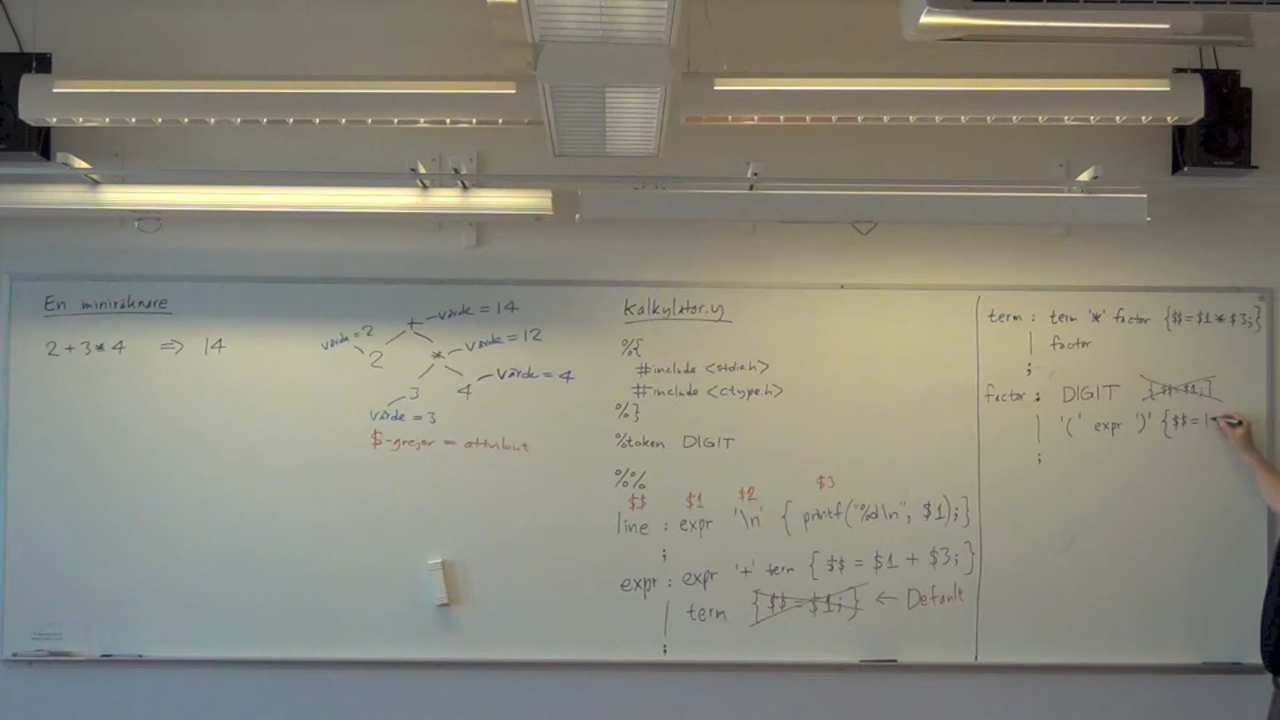 En miniräknare
2 + 3 * 4 => 14
+ värde = 14
värde = 2
2
* värde = 12
3
4 värde = 4
värde = 3
$-grejor = attribut
Kalkylator.y
%{
#include <stdio.h>
#include <ctype.h>
%}
%token DIGIT
%%
$$ $1 $2 $3
line : expr '\n' { printf("%d\n", $1);}
;
expr : expr '+' term { $$ = $1 + $3; }
| term {$$ = $1; } ← Default
;
term : term '*' factor {$$=$1*$3;}
| factor
;
factor : DIGIT {$$=$1;}
| '(' expr ')' {$$=
;